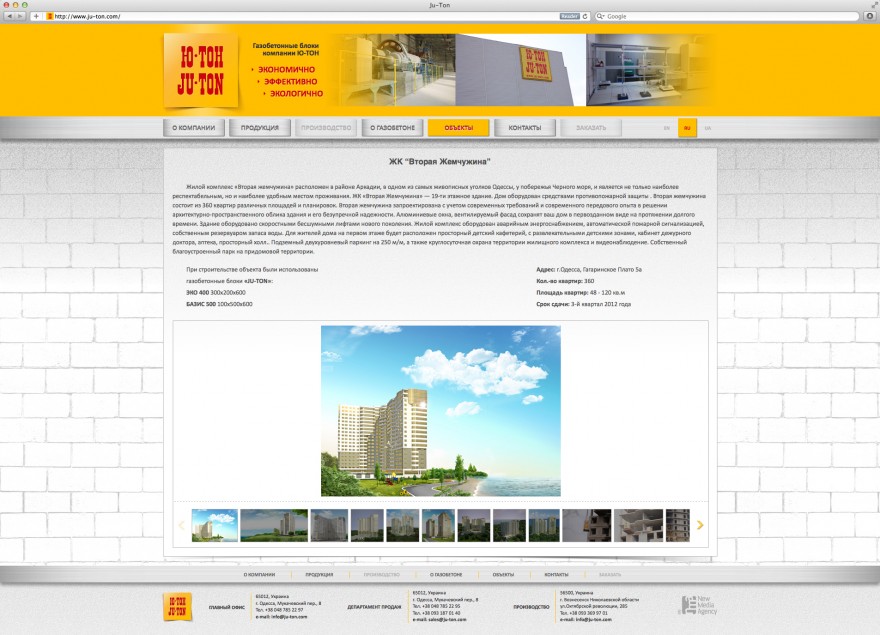 Ju-Ton
http://www.ju-ton.com/
Reader
Google
Ю-ТОН
JU-TON
Газобетонные блоки
компании Ю-ТОН
ЭКОНОМИЧНО
ЭФФЕКТИВНО
ЭКОЛОГИЧНО
Ю-ТОН
JU-TON
О КОМПАНИИ
ПРОДУКЦИЯ
ПРОИЗВОДСТВО
О ГАЗОБЕТОНЕ
ОБЪЕКТЫ
КОНТАКТЫ
ЗАКАЗАТЬ
EN
RU
UA
ЖК “Вторая Жемчужина”
Жилой комплекс «Вторая жемчужина» расположен в районе Аркадии, в одном из самых живописных уголков Одессы, у побережья Черного моря, и является не только наиболее
респектабельным, но и наиболее удобным местом проживания. ЖК «Вторая Жемчужина» — 19-ти этажное здание. Дом оборудован средствами противопожарной защиты . Вторая жемчужина
состоит из 360 квартир различных площадей и планировок. Вторая жемчужина запроектирована с учетом современных требований и современного передового опыта в решении
архитектурно-пространственного облика здания и его безупречной надежности. Алюминиевые окна, вентилируемый фасад сохранят ваш дом в первозданном виде на протяжении долгого
времени. Здание оборудовано скоростными бесшумными лифтами нового поколения. Жилой комплекс оборудован аварийным энергоснабжением, автоматической пожарной сигнализацией,
собственным резервуаром запаса воды. Для жителей дома на первом этаже будет расположен просторный детский кафитерий, с развлекательными детскими зонами, кабинет дежурного
доктора, аптека, просторный холл.. Подземный двухуровневый паркинг на 250 м/м, а также круглосуточная охрана территории жилищного комплекса и видеонаблюдение. Собственный
благоустроенный парк на придомовой территории.
При строительстве объекта были использованы
газобетонные блоки «JU-TON»:
ЭКО 400 300х200х600
БАЗИС 500 100х500х600
Адрес: г.Одесса, Гагаринское Плато 5а
Кол.-во квартир: 360
Площадь квартир: 48 - 120 кв.м
Срок сдачи: 3-й квартал 2012 года
О КОМПАНИИ
ПРОДУКЦИЯ
ПРОИЗВОДСТВО
О ГАЗОБЕТОНЕ
ОБЪЕКТЫ
КОНТАКТЫ
ЗАКАЗАТЬ
Ю-ТОН
JU-TON
ГЛАВНЫЙ ОФИС
65012, Украина
г. Одесса, Мукачевский пер., 8
Тел. +38 048 785 22 97
e-mail: info@ju-ton.com
ДЕПАРТАМЕНТ ПРОДАЖ
65012, Украина
г. Одесса, Мукачевский пер., 8
Тел. +38 048 785 22 95
Тел. +38 093 187 01 40
e-mail: sales@ju-ton.com
ПРОИЗВОДСТВО
56500, Украина
г. Вознесенск Николаевской области
ул.Октябрьской революции, 285
Тел. +38 093 369 97 01
e-mail: info@ju-ton.com
New
Media
Agency